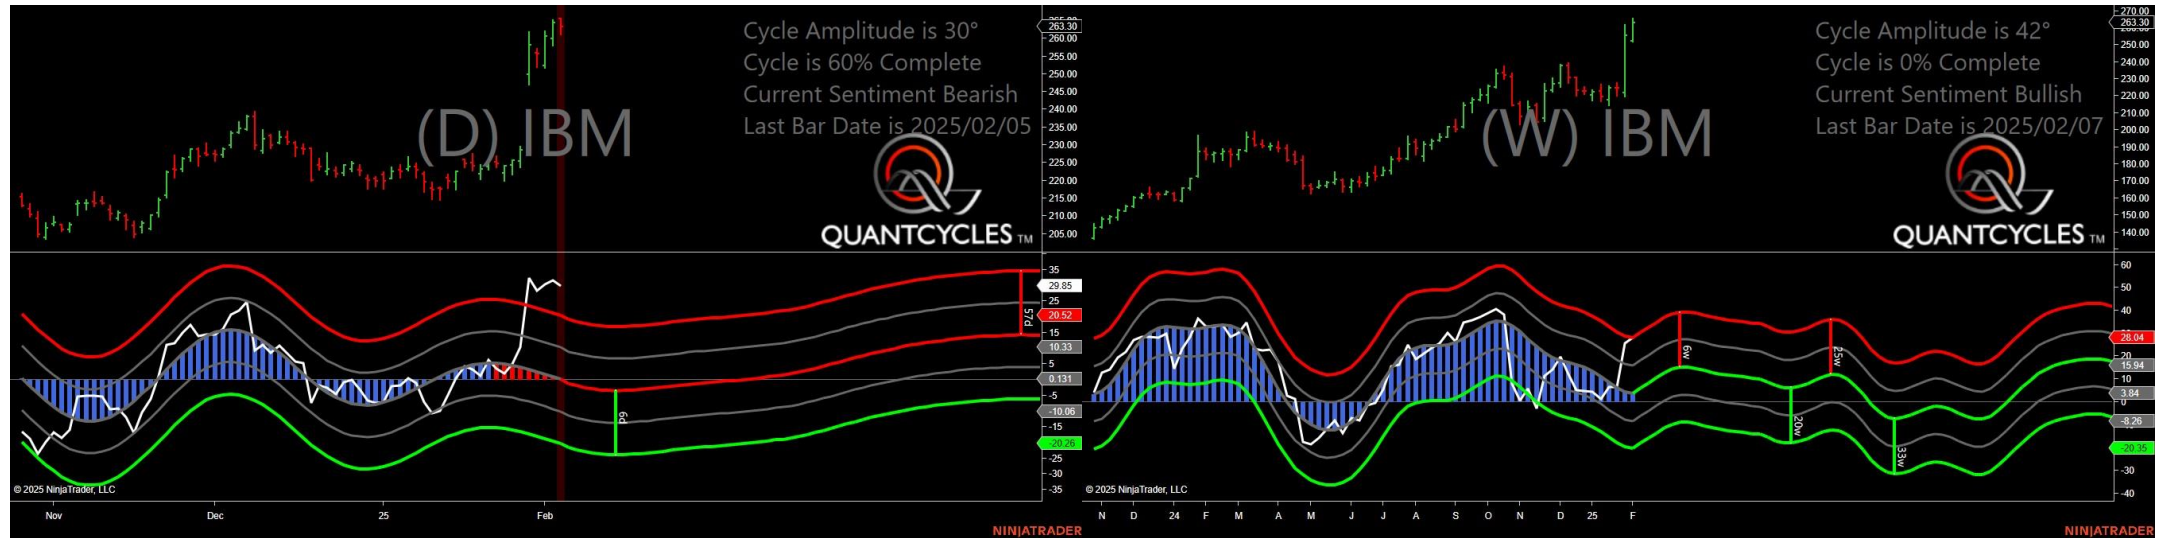 Cycle Amplitude is 30°
Cycle is 60% Complete
Current Sentiment Bearish
Last Bar Date is 2025/02/05
(D) IBM
QUANTCYCLES TM
263.30
260.00
255.00
250.00
245.00
240.00
235.00
230.00
225.00
220.00
215.00
210.00
205.00
35
29.85
25
20.52
15
10.33
5
0.131
-5
-10.06
-15
-20.26
-25
-30
-35
57d
6d
© 2025 NinjaTrader, LLC
Nov
Dec
25
Feb
NINJATRADER
Cycle Amplitude is 42°
Cycle is 0% Complete
Current Sentiment Bullish
Last Bar Date is 2025/02/07
(W) IBM
QUANTCYCLES TM
270.00
263.30
250.00
240.00
230.00
220.00
210.00
200.00
190.00
180.00
170.00
160.00
150.00
140.00
60
50
40
28.04
20
15.94
10
3.84
0
-8.26
-20.35
-30
-40
6w
25w
20w
33w
© 2025 NinjaTrader, LLC
N D 24 F M A M J J A S O N D 25 F
NINJATRADER